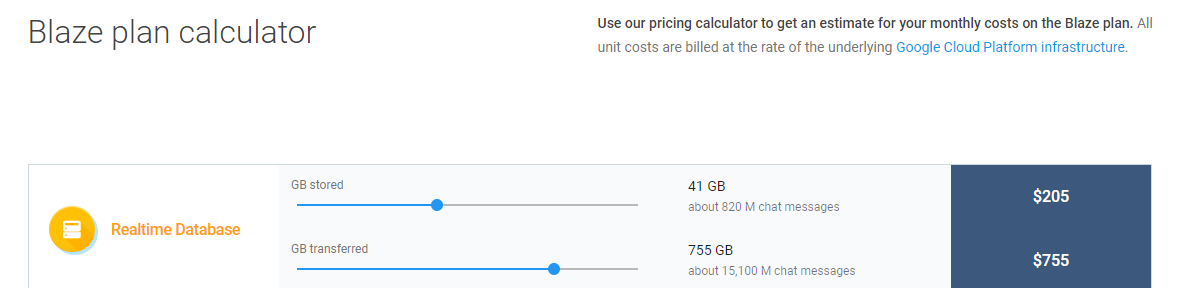 Blaze plan calculator
Use our pricing calculator to get an estimate for your monthly costs on the Blaze plan. All
unit costs are billed at the rate of the underlying Google Cloud Platform infrastructure.
Realtime Database
GB stored
41 GB
about 820 M chat messages
$205
GB transferred
755 GB
about 15,100 M chat messages
$755